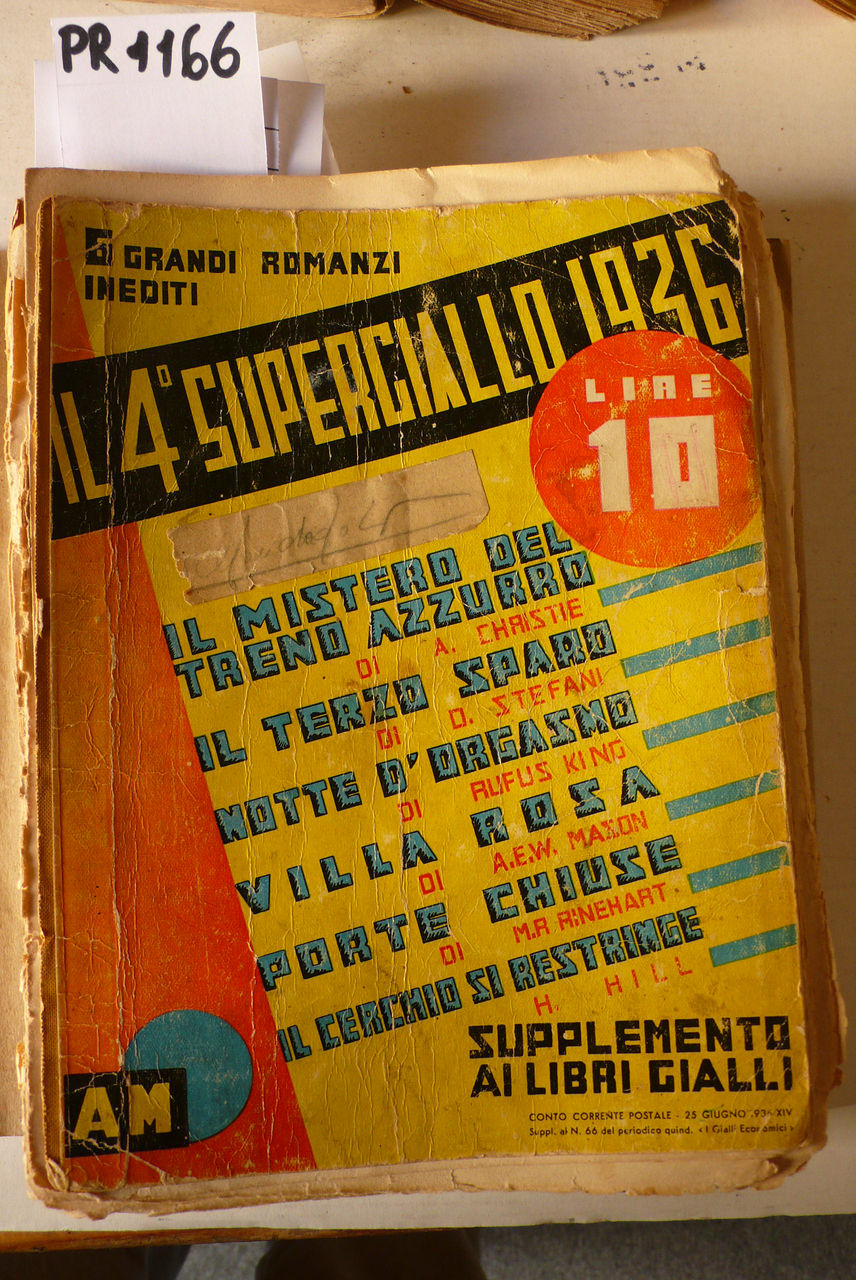 PR 1166
6 GRANDI ROMANZI
INEDITI
IL 4° SUPERGIALLO 1936
LIRE
10
IL MISTERO DEL
TRENO AZZURRO
DI A. CHRISTIE
IL TERZO SPARO
DI D. STEFANI
NOTTE D'ORGASMO
DI RUFUS KING
VILLA ROSA
DI A.E.W. MASON
PORTE CHIUSE
DI M.R RINEHART
IL CERCHIO SI RESTRINGE
H. HILL
SUPPLEMENTO
AI LIBRI GIALLI
AM
CONTO CORRENTE POSTALE - 25 GIUGNO 1936 XIV
Suppl. al N. 66 del periodico quind. «I Gialli Economici»